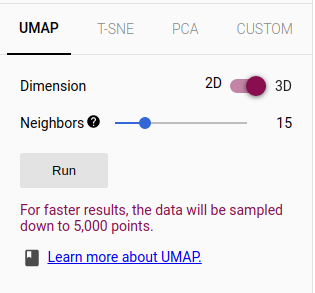 UMAP T-SNE PCA CUSTOM
Dimension 2D 3D
Neighbors ? 15
Run
For faster results, the data will be sampled
down to 5,000 points.
Learn more about UMAP.